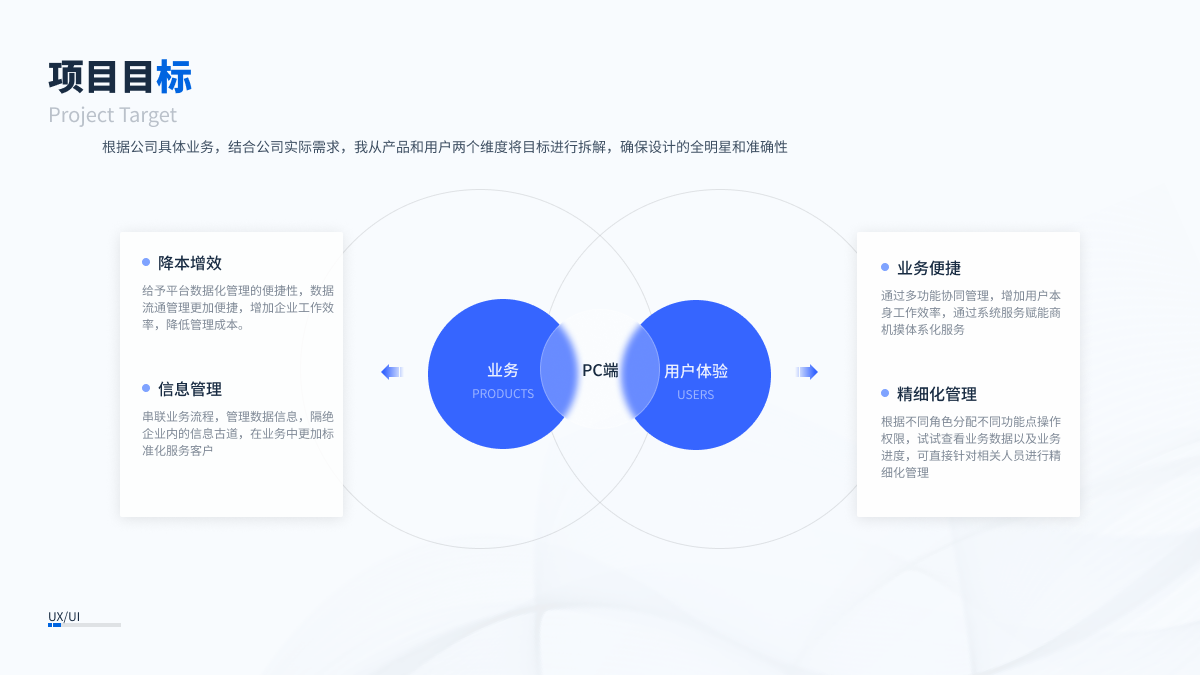 项目目标
Project Target
根据公司具体业务，结合公司实际需求，我从产品和用户两个维度将目标进行拆解，确保设计的全明星和准确性
降本增效
给予平台数据化管理的便捷性，数据
流通管理更加便捷，增加企业工作效
率，降低管理成本。
信息管理
串联业务流程，管理数据信息，隔绝
企业内的信息古道，在业务中更加标
准化服务客户
业务
PRODUCTS
PC端
用户体验
USERS
业务便捷
通过多功能协同管理，增加用户本
身工作效率，通过系统服务赋能商
机摸体系化服务
精细化管理
根据不同角色分配不同功能点操作
权限，试试查看业务数据以及业务
进度，可直接针对相关人员进行精
细化管理
UX/UI